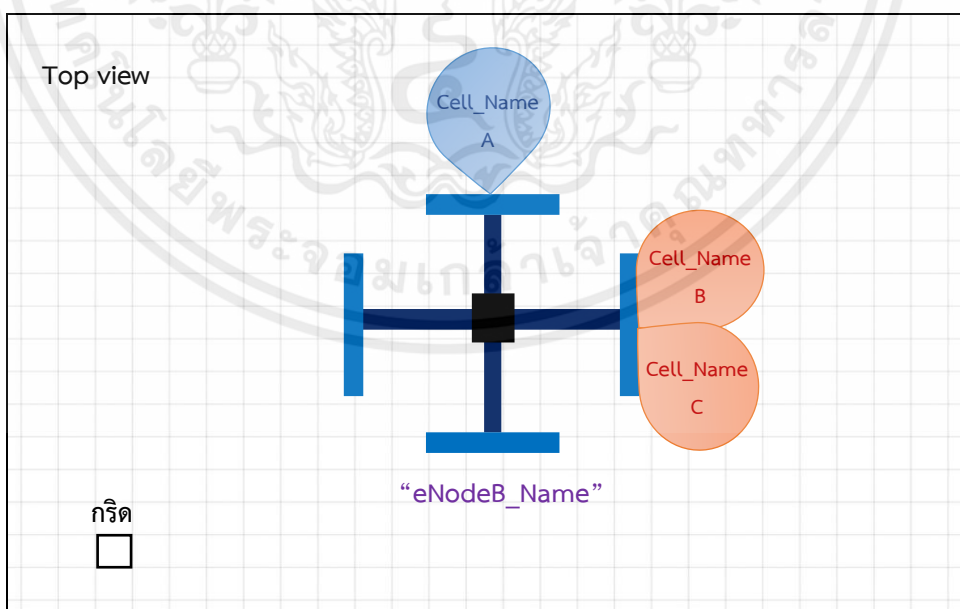 Top view
Cell_Name
A
Cell_Name
B
Cell_Name
C
“eNodeB_Name”
กริด